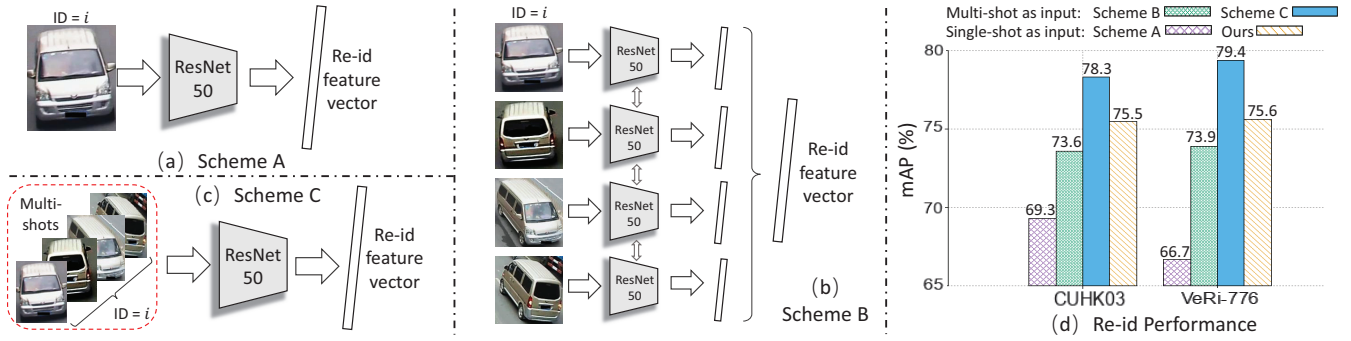 ID = i
ResNet
50
Re-id
feature
vector
(a) Scheme A
(c) Scheme C
Multi-
shots
ID = i
ResNet
50
Re-id
feature
vector
ID = i
ResNet
50
ResNet
50
ResNet
50
ResNet
50
Re-id
feature
vector
(b)
Scheme B
Multi-shot as input: Scheme B Scheme C
Single-shot as input: Scheme A Ours
mAP (%)
80
75
70
65
69.3
73.6
78.3
75.5
66.7
73.9
79.4
75.6
CUHK03 VeRi-776
(d) Re-id Performance